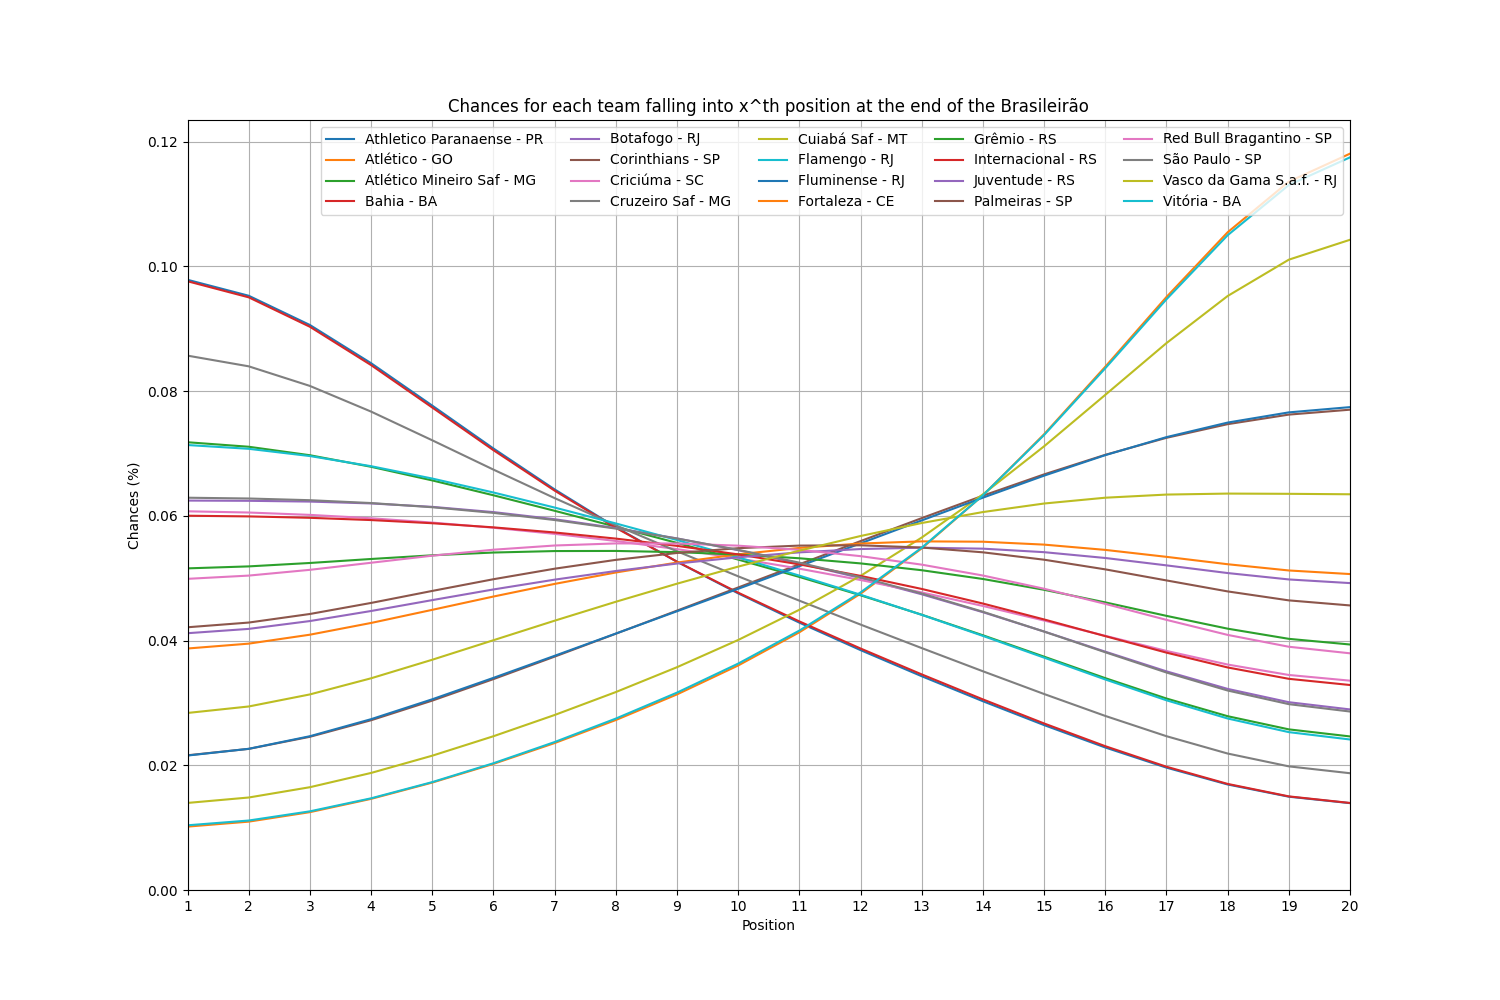 Chances for each team falling into x^th position at the end of the Brasileirão
Athletico Paranaense - PR
Atlético - GO
Atlético Mineiro Saf - MG
Bahia - BA
Botafogo - RJ
Corinthians - SP
Criciúma - SC
Cruzeiro Saf - MG
Cuiabá Saf - MT
Flamengo - RJ
Fluminense - RJ
Fortaleza - CE
Grêmio - RS
Internacional - RS
Juventude - RS
Palmeiras - SP
Red Bull Bragantino - SP
São Paulo - SP
Vasco da Gama S.a.f. - RJ
Vitória - BA
Chances (%)
0.12
0.10
0.08
0.06
0.04
0.02
0.00
1 2 3 4 5 6 7 8 9 10 11 12 13 14 15 16 17 18 19 20
Position